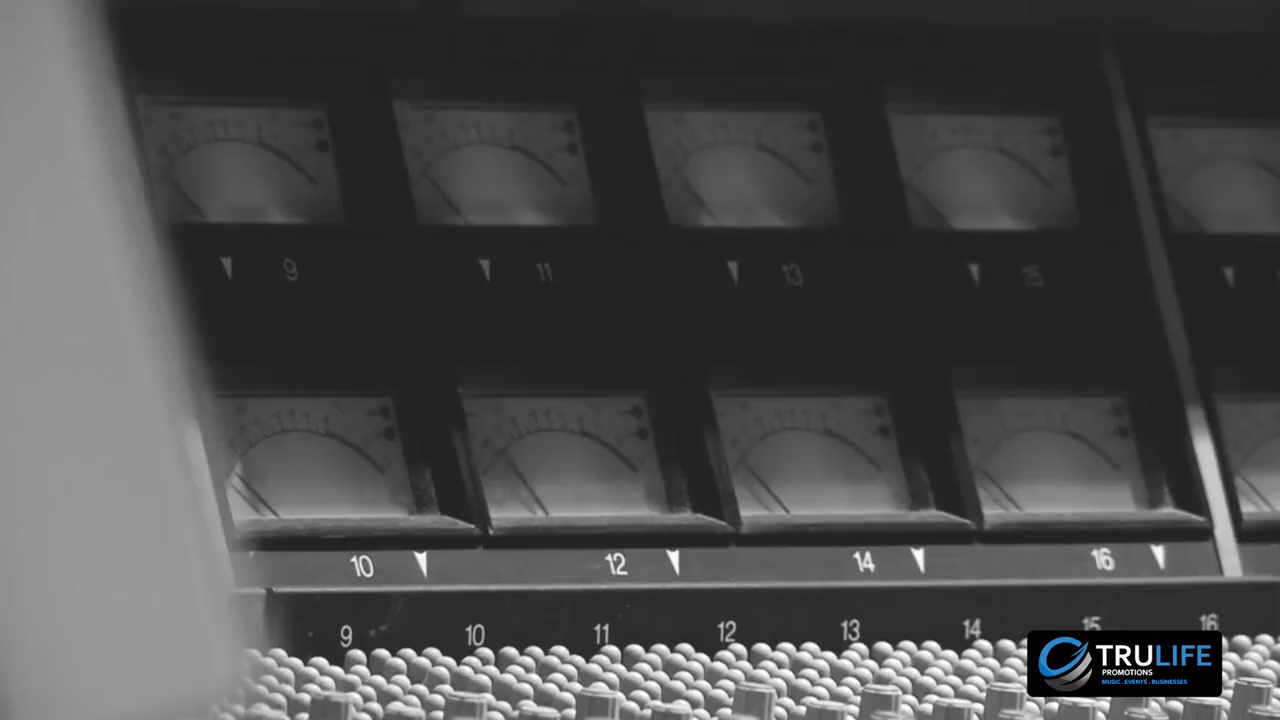 9 11 13 15
10 12 14 16
9 10 11 12 13 14 15 16
TRULIFE
PROMOTIONS
MUSIC . EVENTS . BUSINESSES